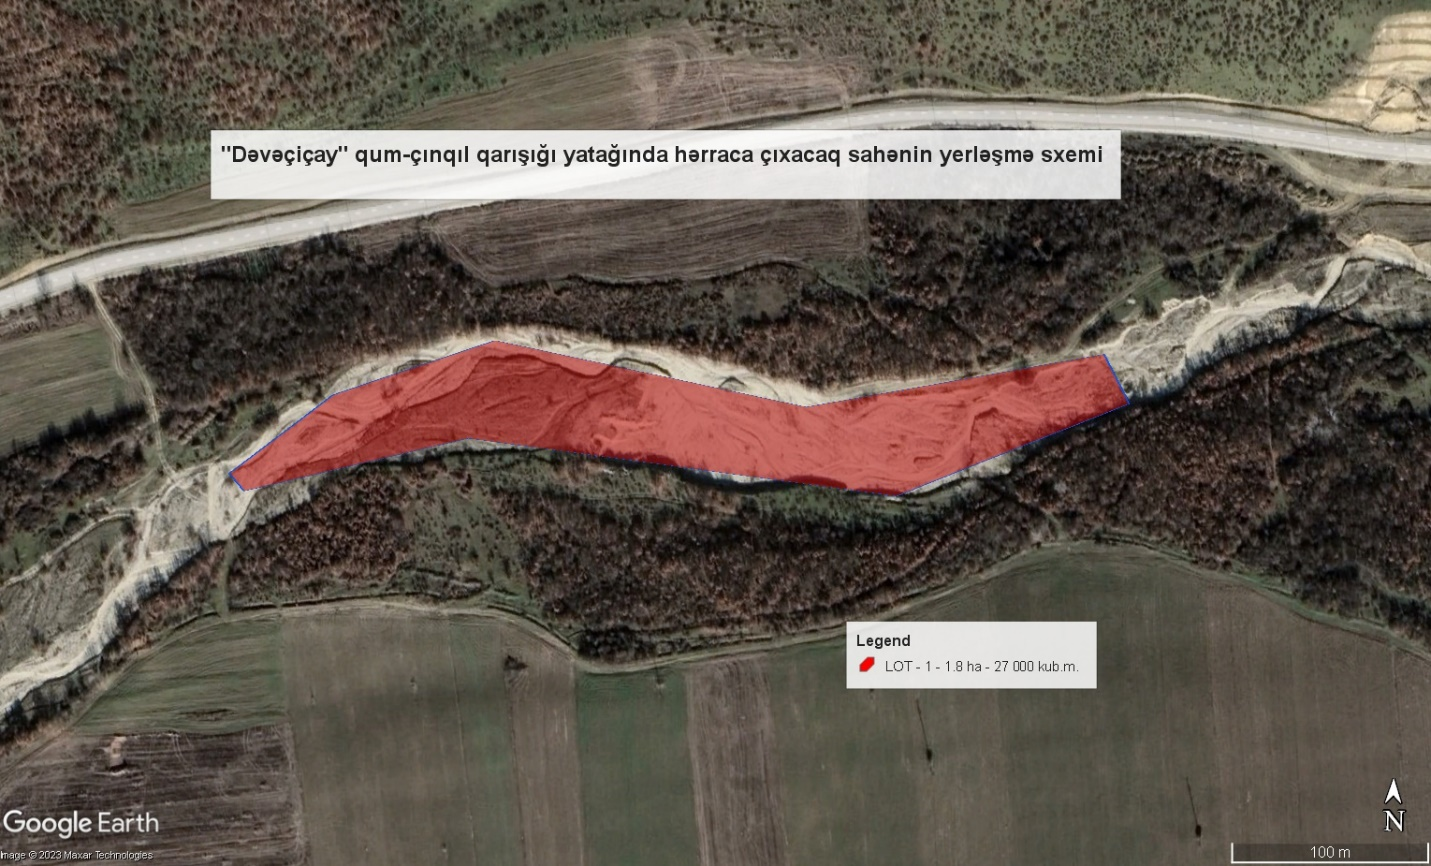 "Dəvəçiçay" qum-çınqıl qarışığı yatağında hərraca çıxacaq sahənin yerləşmə sxemi
Legend
LOT - 1 - 1.8 ha - 27 000 kub.m.
Google Earth
Image © 2023 Maxar Technologies
N
100 m